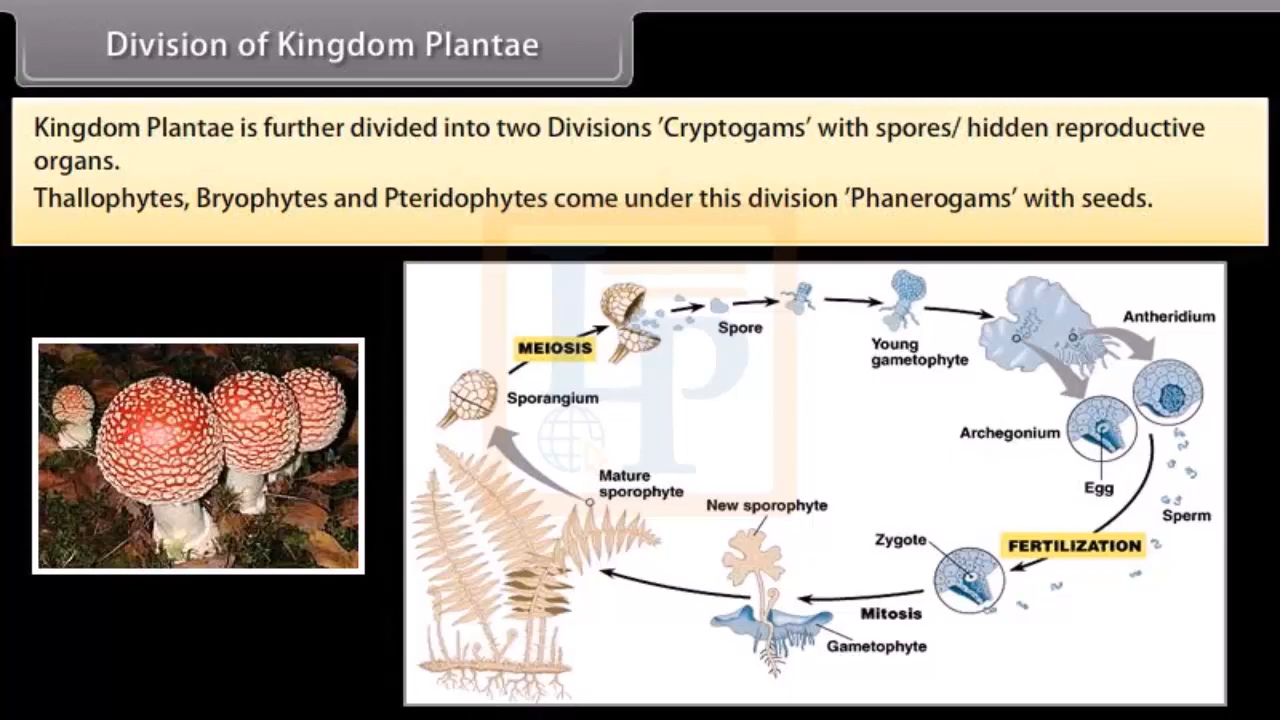 Division of Kingdom Plantae
Kingdom Plantae is further divided into two Divisions ’Cryptogams’ with spores/ hidden reproductive
organs.
Thallophytes, Bryophytes and Pteridophytes come under this division ’Phanerogams’ with seeds.
Antheridium
Spore
Young
gametophyte
MEIOSIS
Sporangium
Archegonium
Egg
Mature
sporophyte
New sporophyte
Sperm
Zygote
FERTILIZATION
Mitosis
Gametophyte